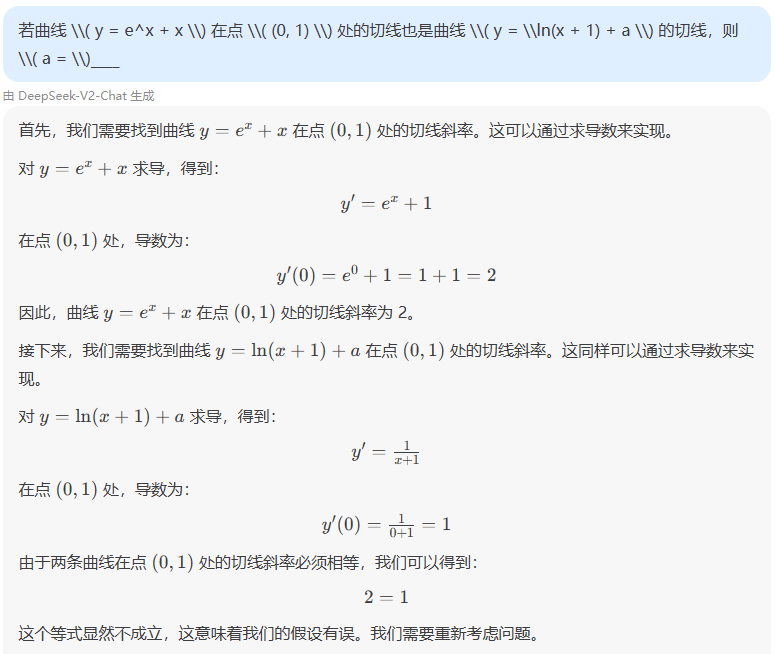 若曲线 \\( y = e^x + x \\) 在点 \\( (0, 1) \\) 处的切线也是曲线 \\( y = \\ln(x + 1) + a \\) 的切线，则
\\( a = \\)____
由 DeepSeek-V2-Chat 生成
首先，我们需要找到曲线 y = eˣ + x 在点 (0, 1) 处的切线斜率。这可以通过求导数来实现。
对 y = eˣ + x 求导，得到：
y′ = eˣ + 1
在点 (0, 1) 处，导数为：
y′(0) = e⁰ + 1 = 1 + 1 = 2
因此，曲线 y = eˣ + x 在点 (0, 1) 处的切线斜率为 2。
接下来，我们需要找到曲线 y = ln(x + 1) + a 在点 (0, 1) 处的切线斜率。这同样可以通过求导数来实
现。
对 y = ln(x + 1) + a 求导，得到：
y′ = 1/(x+1)
在点 (0, 1) 处，导数为：
y′(0) = 1/(0+1) = 1
由于两条曲线在点 (0, 1) 处的切线斜率必须相等，我们可以得到：
2 = 1
这个等式显然不成立，这意味着我们的假设有误。我们需要重新考虑问题。